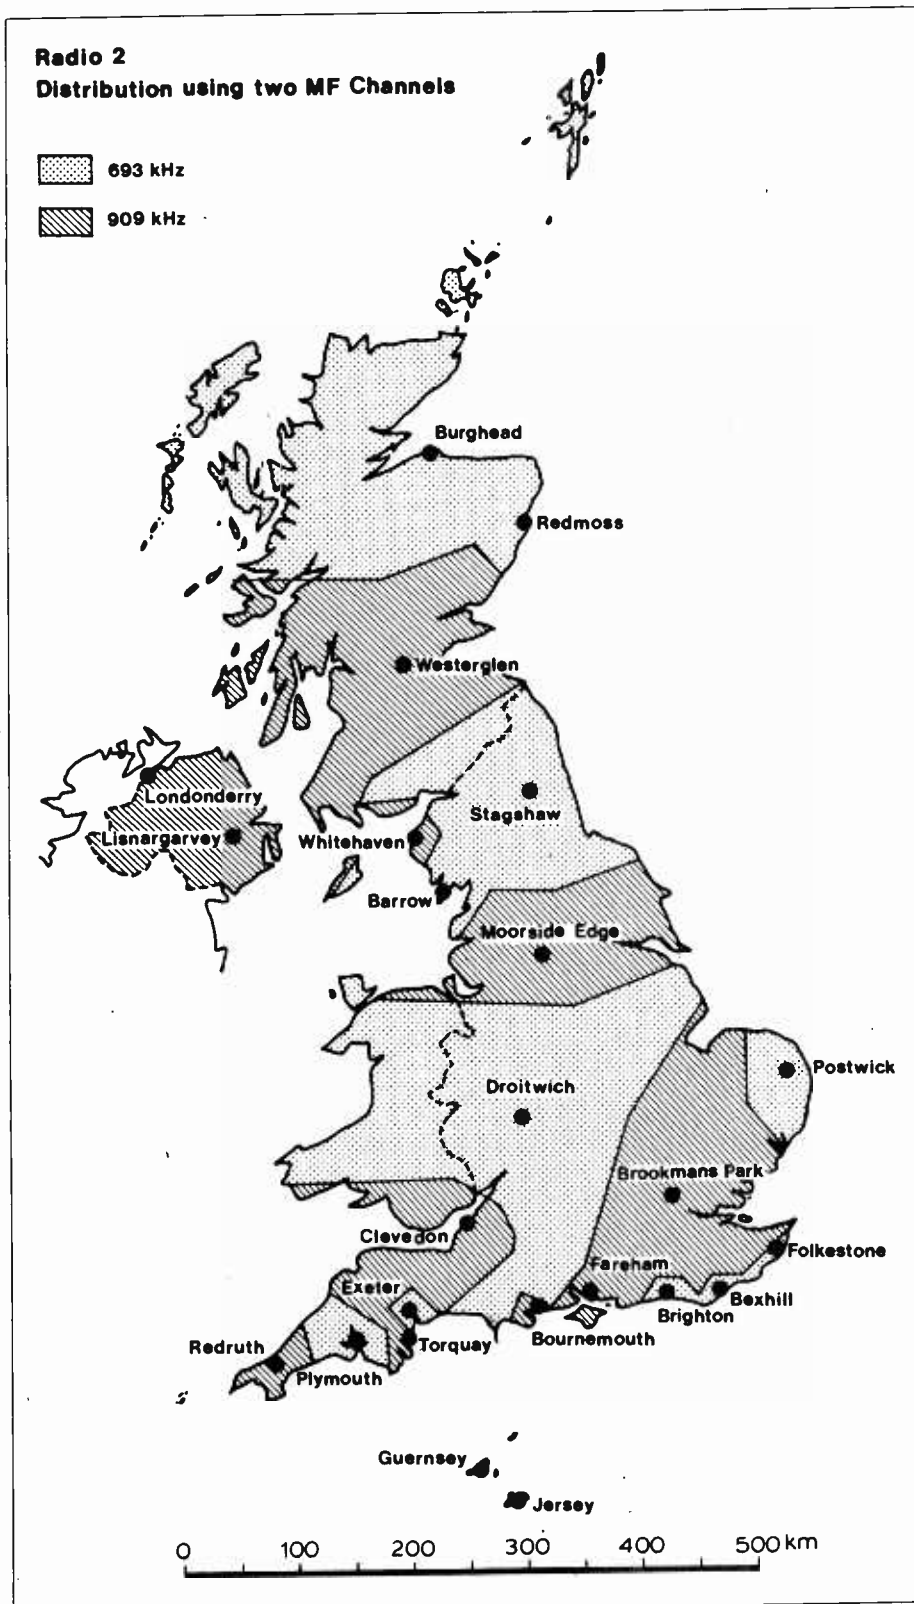 Radio 2
Distribution using two MF Channels
693 kHz
909 kHz
Burghead
Redmoss
Westerglen
Londonderry
Stagshaw
Lisnargarvey
Whitehaven
Barrow
Moorside Edge
Postwick
Droitwich
Brookmans Park
Clevedon
Folkestone
Fareham
Exeter
Bexhill
Brighton
Bournemouth
Redruth
Torquay
Plymouth
Guernsey
Jersey
0 100 200 300 400 500 km